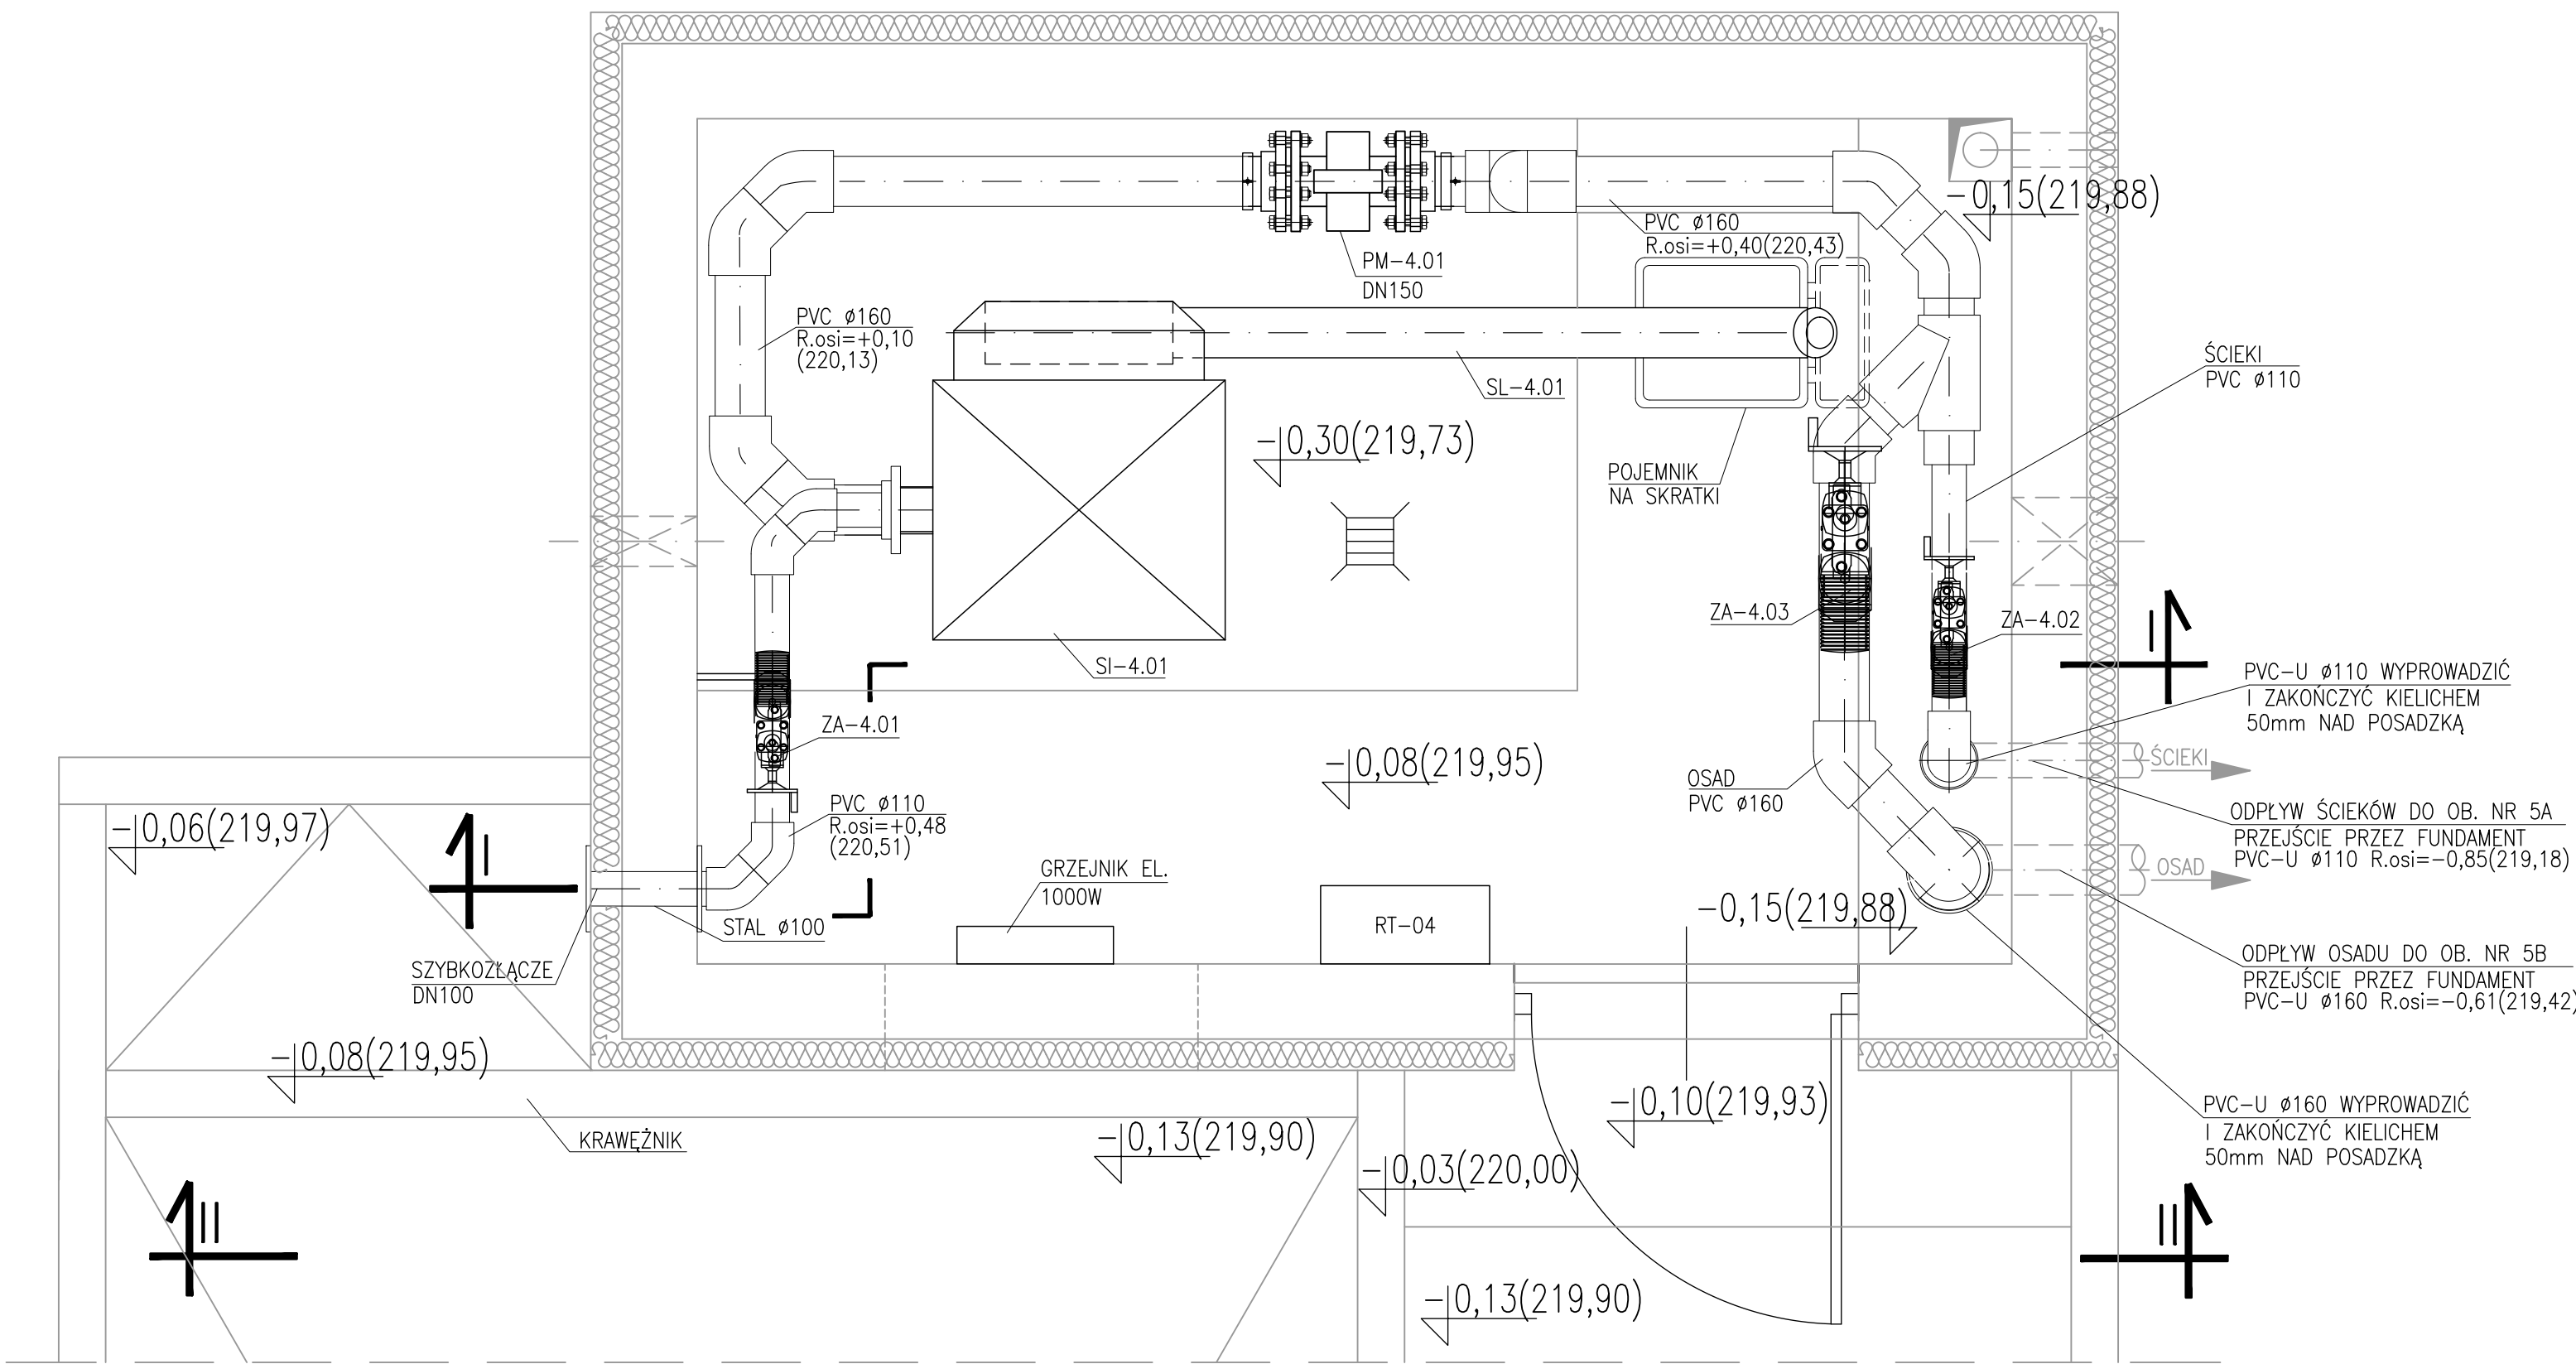 -0,15(219,88)
PVC ø160
R.osi=+0,40(220,43)
PM-4.01
DN150
PVC ø160
R.osi=+0,10
(220,13)
ŚCIEKI
PVC ø110
SL-4.01
-0,30(219,73)
POJEMNIK
NA SKRATKI
ZA-4.03
ZA-4.02
I
SI-4.01
PVC-U ø110 WYPROWADZIĆ
I ZAKOŃCZYĆ KIELICHEM
50mm NAD POSADZKĄ
ZA-4.01
-0,08(219,95)
OSAD
PVC ø160
ŚCIEKI
-0,06(219,97)
I
PVC ø110
R.osi=+0,48
(220,51)
ODPŁYW ŚCIEKÓW DO OB. NR 5A
PRZEJŚCIE PRZEZ FUNDAMENT
PVC-U ø110 R.osi=-0,85(219,18)
GRZEJNIK EL.
1000W
OSAD
-0,15(219,88)
STAL ø100
RT-04
SZYBKOZŁĄCZE
DN100
ODPŁYW OSADU DO OB. NR 5B
PRZEJŚCIE PRZEZ FUNDAMENT
PVC-U ø160 R.osi=-0,61(219,42)
-0,08(219,95)
-0,10(219,93)
PVC-U ø160 WYPROWADZIĆ
I ZAKOŃCZYĆ KIELICHEM
50mm NAD POSADZKĄ
KRAWĘŻNIK
-0,13(219,90)
-0,03(220,00)
II
II
-0,13(219,90)